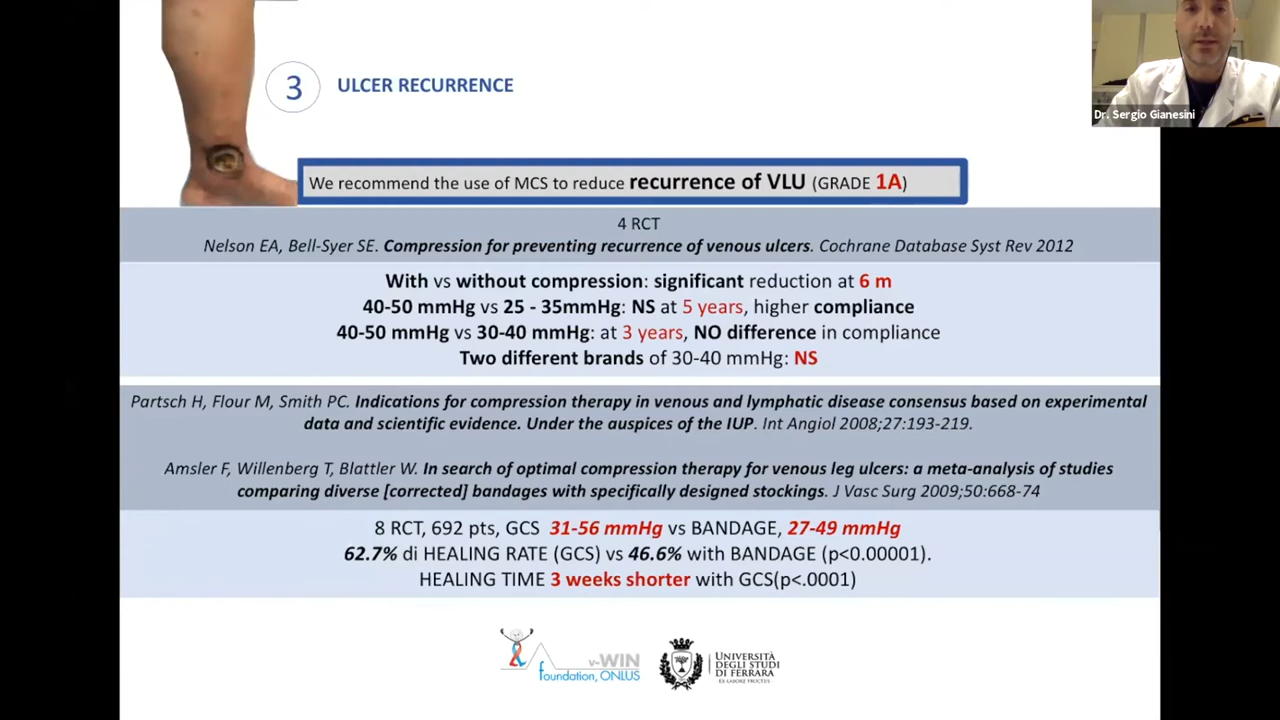 Dr. Sergio Gianesini
3
ULCER RECURRENCE
We recommend the use of MCS to reduce recurrence of VLU (GRADE 1A)
4 RCT
Nelson EA, Bell-Syer SE. Compression for preventing recurrence of venous ulcers. Cochrane Database Syst Rev 2012
With vs without compression: significant reduction at 6 m
40-50 mmHg vs 25 - 35mmHg: NS at 5 years, higher compliance
40-50 mmHg vs 30-40 mmHg: at 3 years, NO difference in compliance
Two different brands of 30-40 mmHg: NS
Partsch H, Flour M, Smith PC. Indications for compression therapy in venous and lymphatic disease consensus based on experimental
data and scientific evidence. Under the auspices of the IUP. Int Angiol 2008;27:193-219.
Amsler F, Willenberg T, Blattler W. In search of optimal compression therapy for venous leg ulcers: a meta-analysis of studies
comparing diverse [corrected] bandages with specifically designed stockings. J Vasc Surg 2009;50:668-74
8 RCT, 692 pts, GCS 31-56 mmHg vs BANDAGE, 27-49 mmHg
62.7% di HEALING RATE (GCS) vs 46.6% with BANDAGE (p<0.00001).
HEALING TIME 3 weeks shorter with GCS(p<.0001)
v-WIN
foundation, ONLUS
UNIVERSITÀ
DEGLI STUDI
DI FERRARA
EX LABORE FRUCTUS